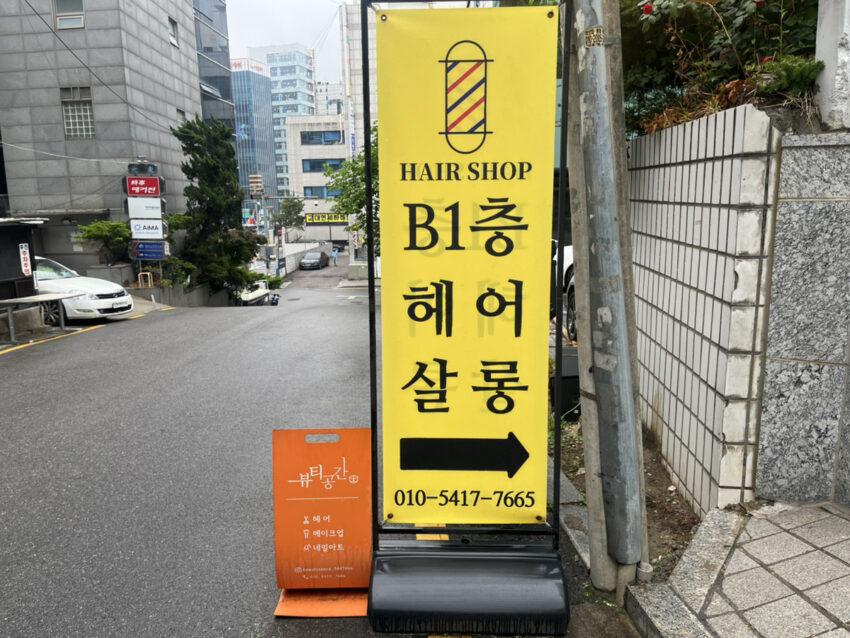 HAIR SHOP
B1층
헤어
살롱
010-5417-7665
뷰티공간
헤어
메이크업
네일아트
AiMA